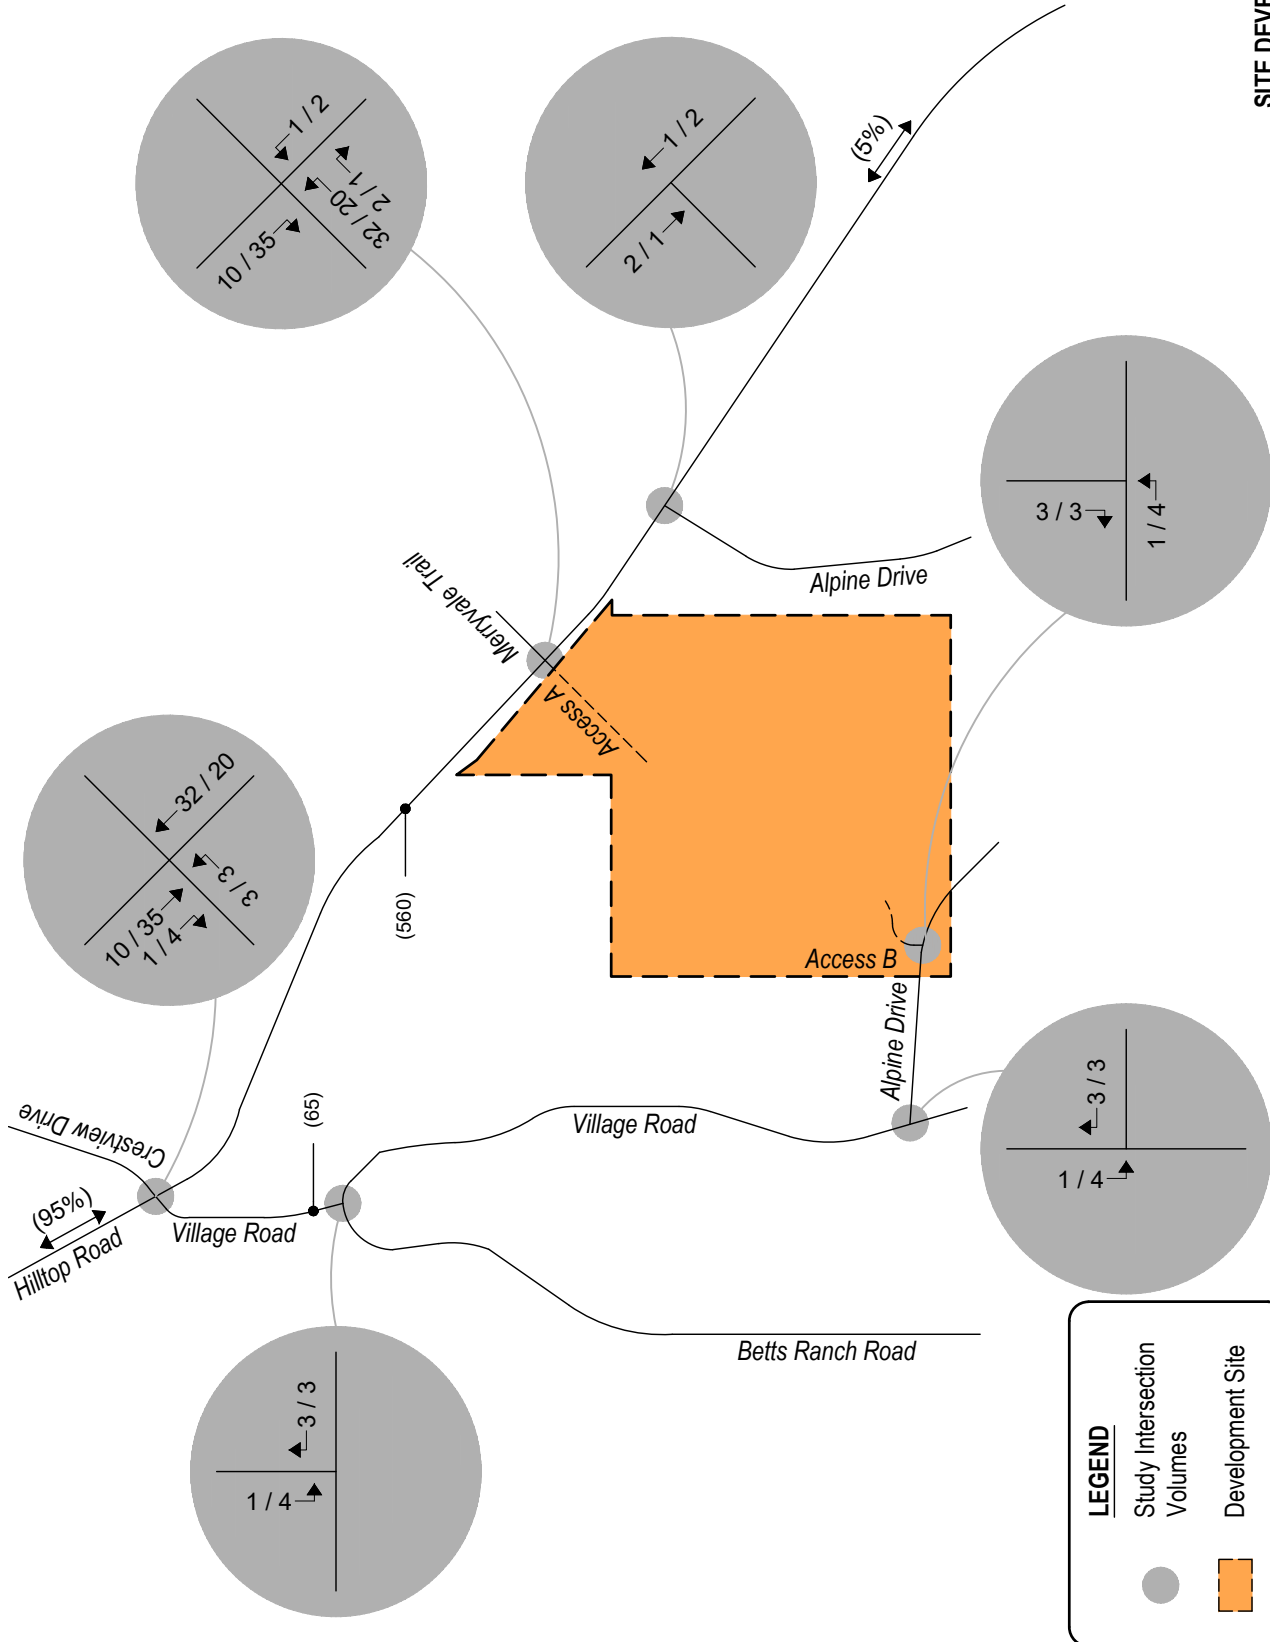 SITE DEVE
1 / 2
10 / 35
32 / 20
2 / 1
1 / 2
2 / 1
(5%)
3 / 3
1 / 4
Merryvale Trail
Access A
Alpine Drive
32 / 20
10 / 35
1 / 4
3 / 3
(560)
Crestview Drive
(95%)
Hilltop Road
Village Road
(65)
Village Road
Access B
Alpine Drive
3 / 3
1 / 4
Betts Ranch Road
3 / 3
1 / 4
LEGEND
Study Intersection
Volumes
Development Site